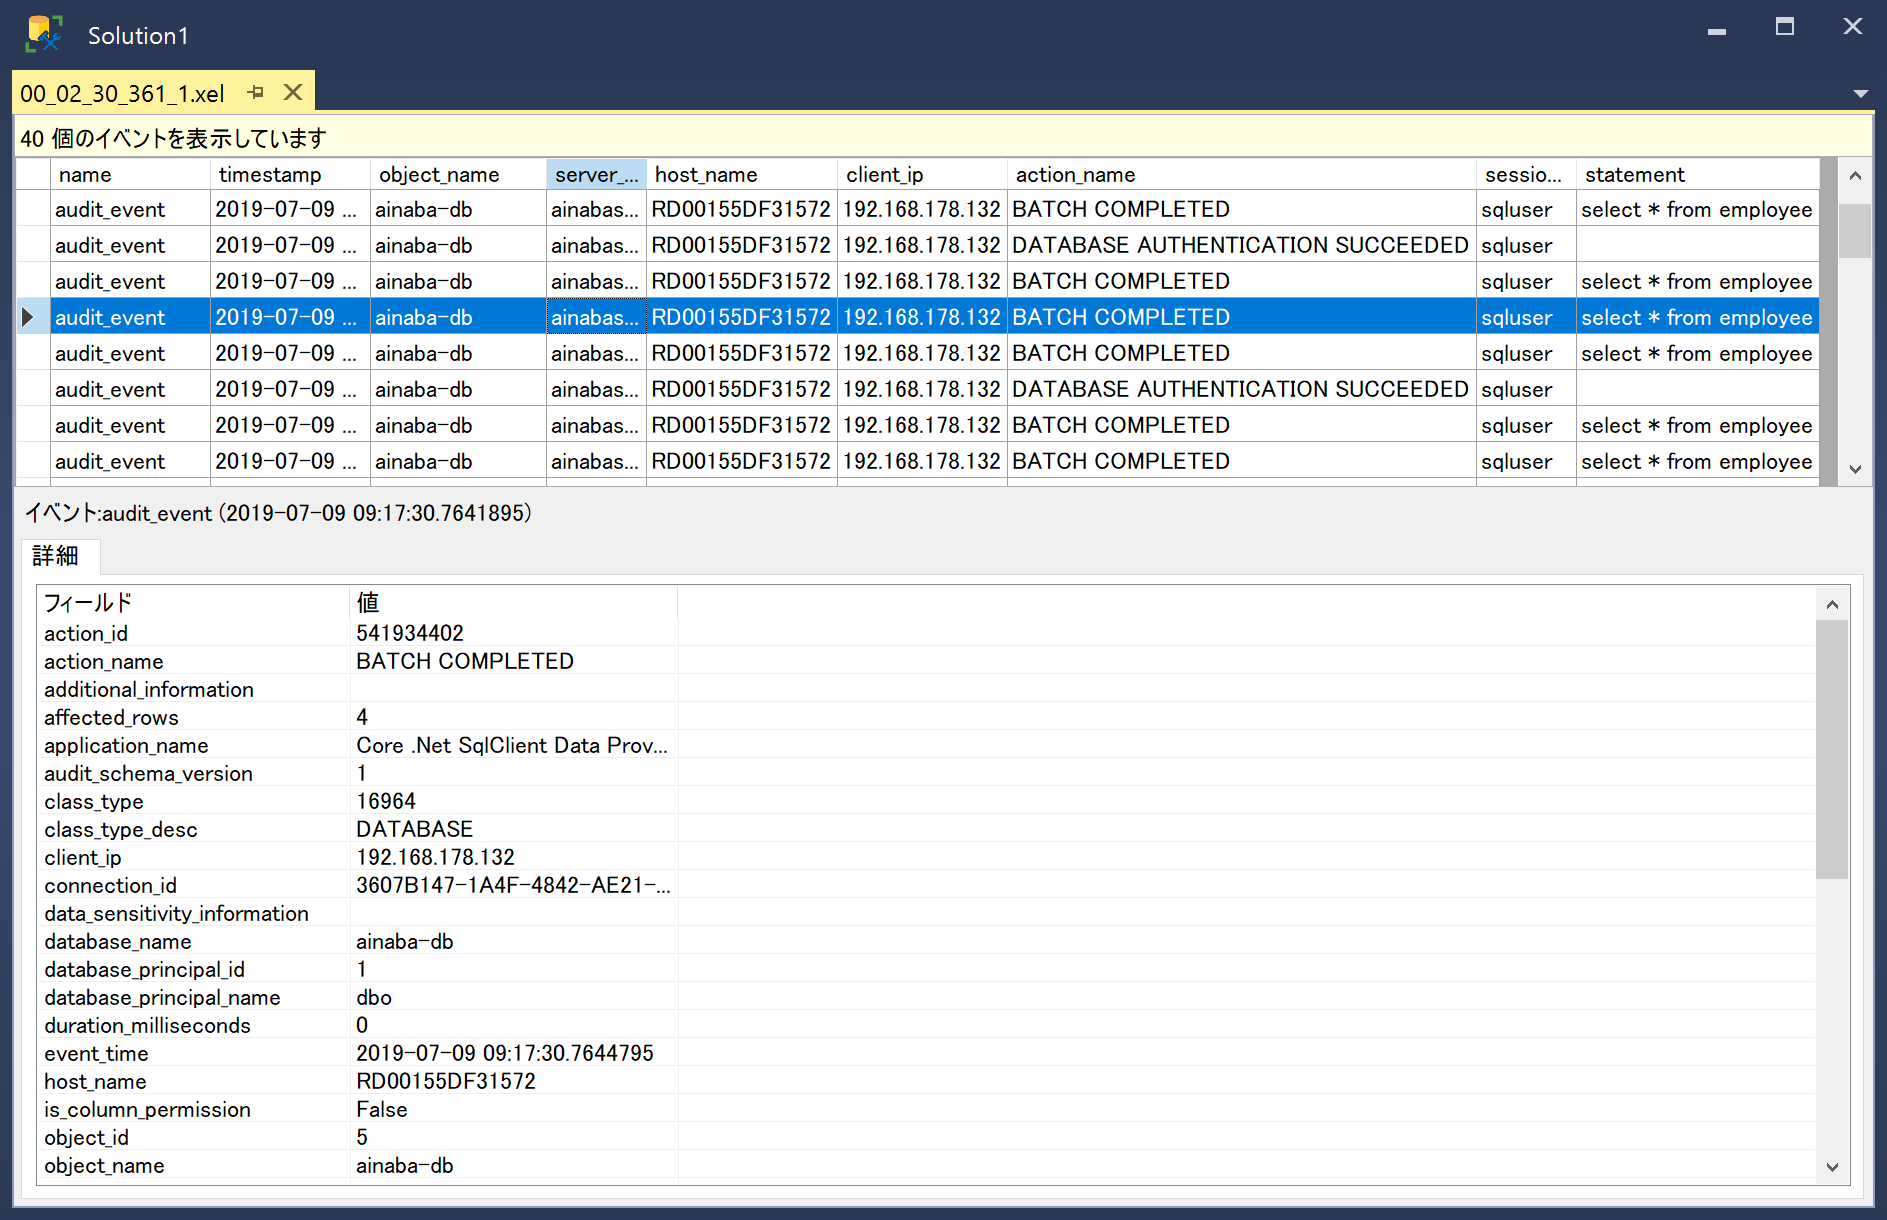 Solution1
00_02_30_361_1.xel
40 個のイベントを表示しています
name timestamp object_name server_... host_name client_ip action_name sessio... statement
audit_event 2019-07-09 ... ainaba-db ainabas... RD00155DF31572 192.168.178.132 BATCH COMPLETED sqluser select * from employee
audit_event 2019-07-09 ... ainaba-db ainabas... RD00155DF31572 192.168.178.132 DATABASE AUTHENTICATION SUCCEEDED sqluser
audit_event 2019-07-09 ... ainaba-db ainabas... RD00155DF31572 192.168.178.132 BATCH COMPLETED sqluser select * from employee
audit_event 2019-07-09 ... ainaba-db ainabas... RD00155DF31572 192.168.178.132 BATCH COMPLETED sqluser select * from employee
audit_event 2019-07-09 ... ainaba-db ainabas... RD00155DF31572 192.168.178.132 BATCH COMPLETED sqluser select * from employee
audit_event 2019-07-09 ... ainaba-db ainabas... RD00155DF31572 192.168.178.132 DATABASE AUTHENTICATION SUCCEEDED sqluser
audit_event 2019-07-09 ... ainaba-db ainabas... RD00155DF31572 192.168.178.132 BATCH COMPLETED sqluser select * from employee
audit_event 2019-07-09 ... ainaba-db ainabas... RD00155DF31572 192.168.178.132 BATCH COMPLETED sqluser select * from employee
イベント:audit_event (2019-07-09 09:17:30.7641895)
詳細
フィールド 値
action_id 541934402
action_name BATCH COMPLETED
additional_information
affected_rows 4
application_name Core .Net SqlClient Data Prov...
audit_schema_version 1
class_type 16964
class_type_desc DATABASE
client_ip 192.168.178.132
connection_id 3607B147-1A4F-4842-AE21-...
data_sensitivity_information
database_name ainaba-db
database_principal_id 1
database_principal_name dbo
duration_milliseconds 0
event_time 2019-07-09 09:17:30.7644795
host_name RD00155DF31572
is_column_permission False
object_id 5
object_name ainaba-db